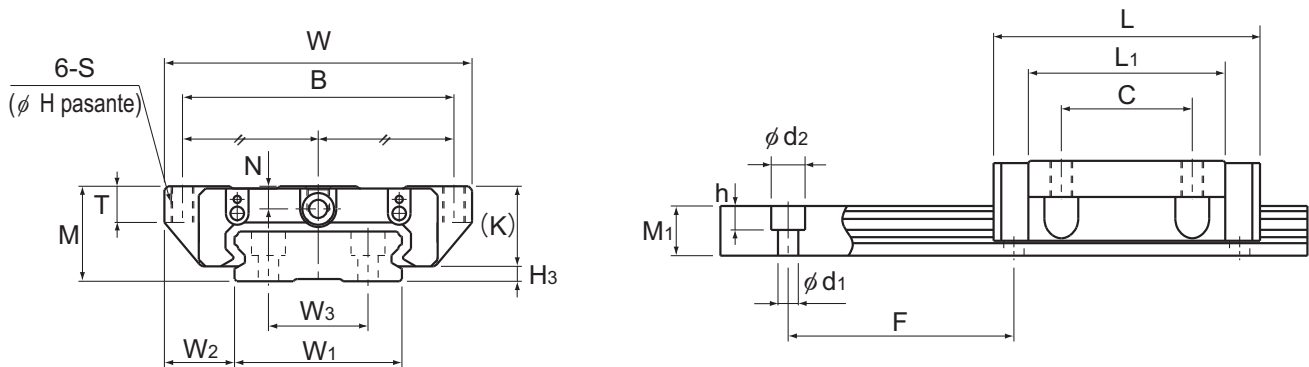 W
6-S
B
(φ H pasante)
N
T
M
(K)
H3
W3
W2
W1
L
L1
C
φ d2
h
M1
φ d1
F